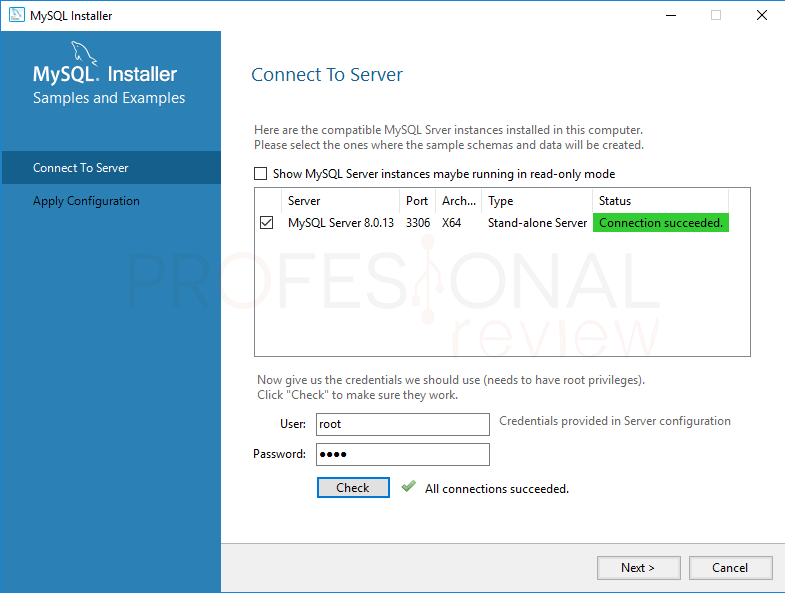 MySQL Installer
MySQL. Installer
Samples and Examples
Connect To Server
Apply Configuration
Connect To Server
Here are the compatible MySQL Srver instances installed in this computer.
Please select the ones where the sample schemas and data will be created.
Show MySQL Server instances maybe running in read-only mode
Server Port Arch... Type Status
MySQL Server 8.0.13 3306 X64 Stand-alone Server Connection succeeded.
PROFESIONAL
review
Now give us the credentials we should use (needs to have root privileges).
Click "Check" to make sure they work.
User: root Credentials provided in Server configuration
Password: ●●●●
Check All connections succeeded.
Next > Cancel